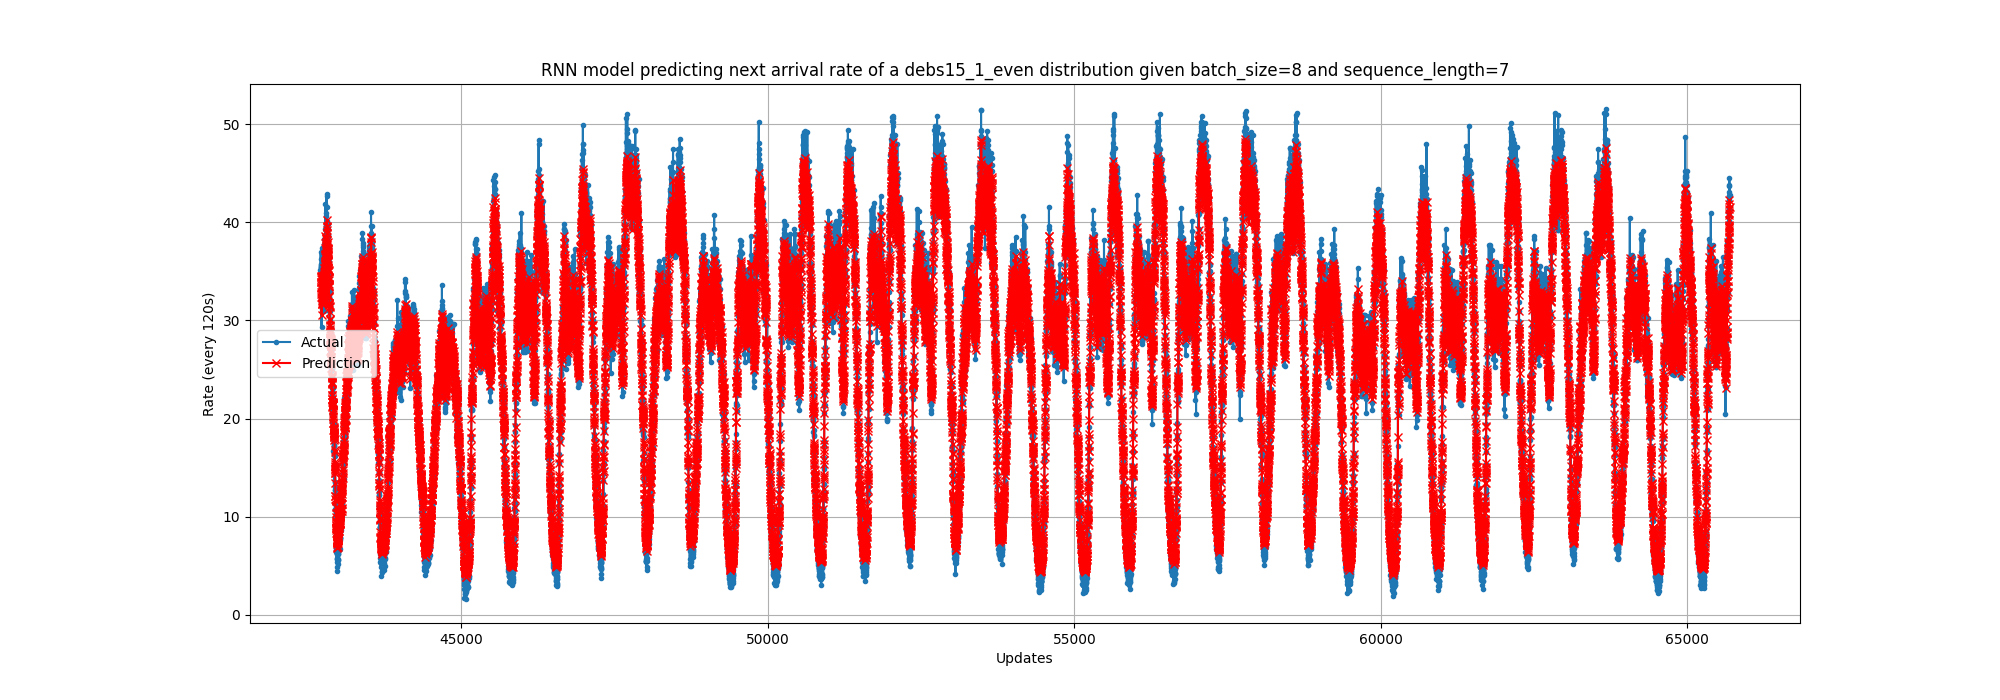 RNN model predicting next arrival rate of a debs15_1_even distribution given batch_size=8 and sequence_length=7
50
40
30
20
10
0
Rate (every 120s)
Actual
Prediction
45000
50000
55000
60000
65000
Updates